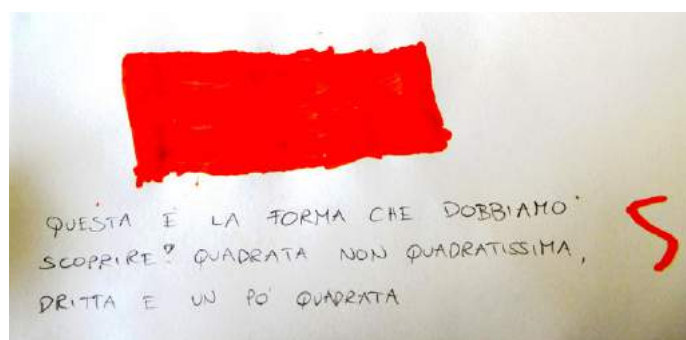 QUESTA È LA FORMA CHE DOBBIAMO
SCOPRIRE? QUADRATA NON QUADRATISSIMA,
DRITTA E UN PO' QUADRATA